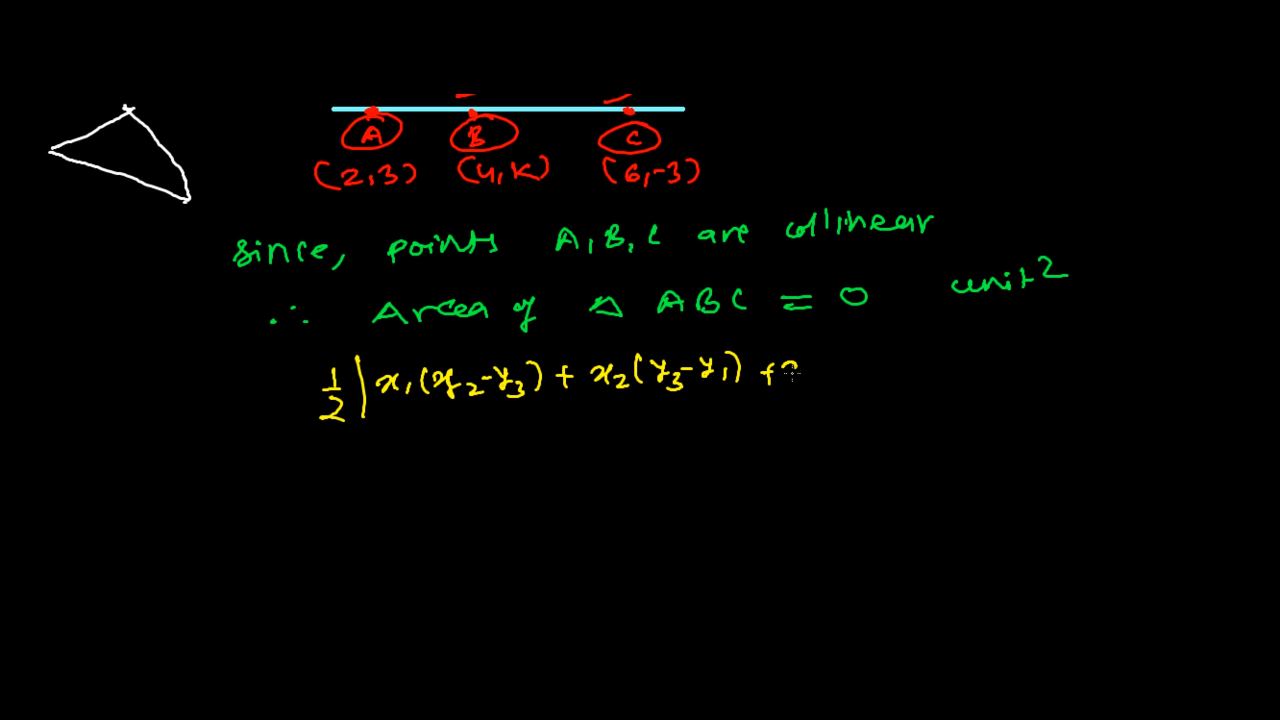 A B C
(2,3) (4,K) (6,-3)
Since, points A,B,C are collinear
∴ Area of Δ ABC = 0 unit²
1/2 |x₁(y₂-y₃) + x₂(y₃-y₁) +